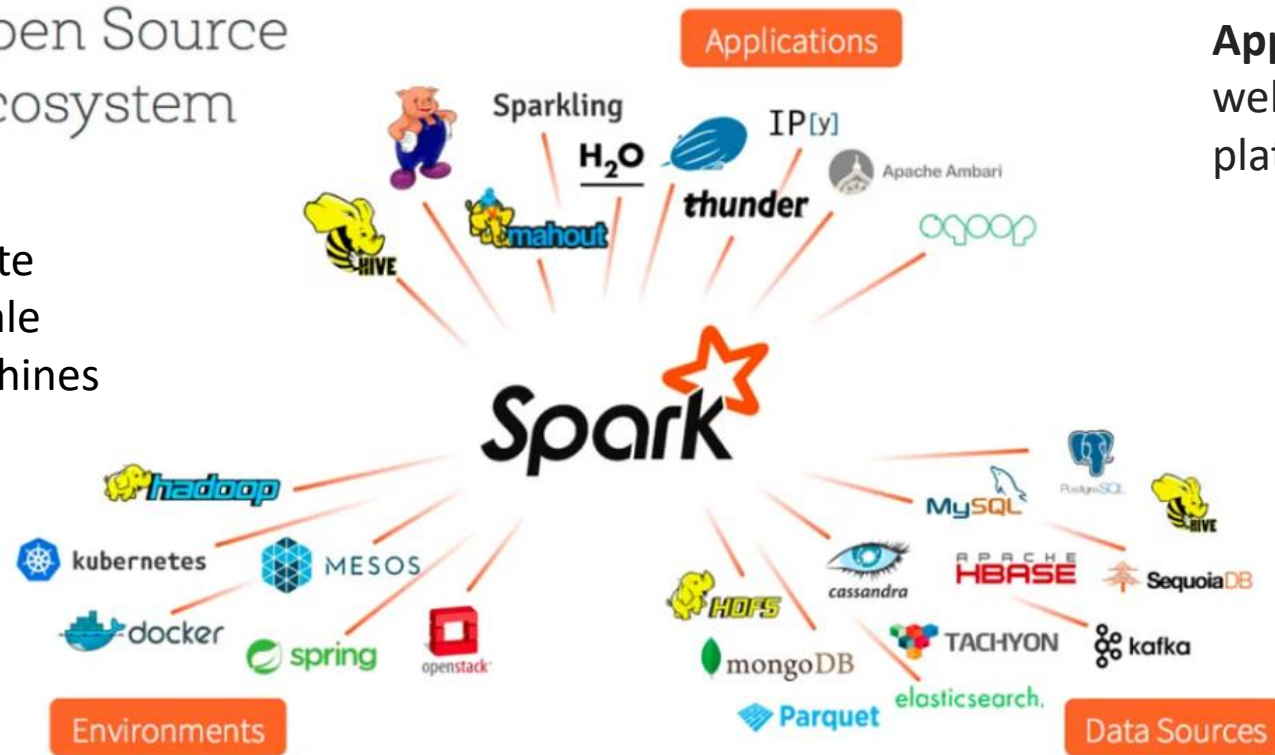 pen Source
cosystem
Applications
App
wel
plat
Sparkling
H₂O
IP[y]
thunder
Apache Ambari
mahout
HIVE
sqoop
te
le
hines
Spark
hadoop
kubernetes
MESOS
docker
spring
openstack
Environments
PostgreSQL
MySQL
HIVE
cassandra
APACHE
HBASE
SequoiaDB
HDFS
TACHYON
kafka
mongoDB
elasticsearch.
Parquet
Data Sources